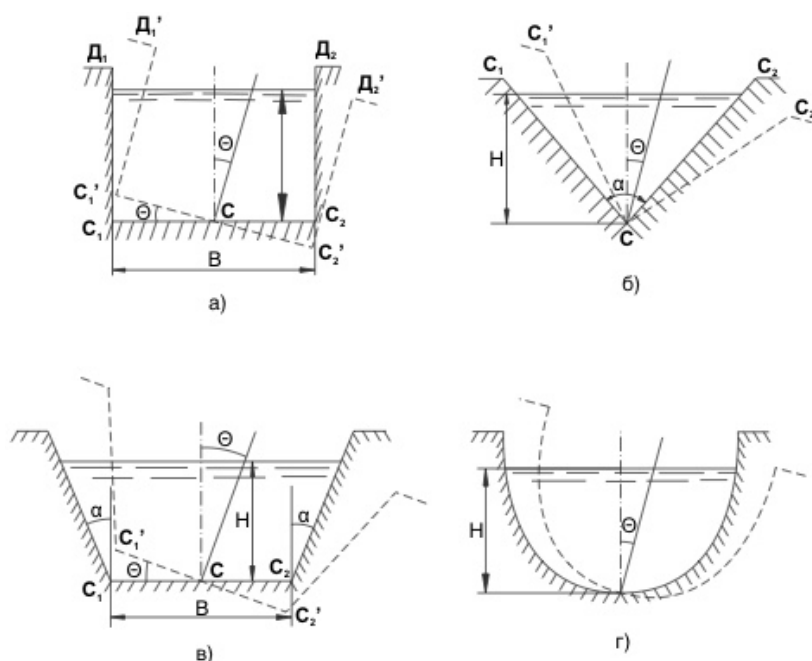 Д₁ Д₁’ Д₂ Д₂’
Θ
C₁’ Θ C C₂
C₁ C₂’
B
а)
C₁’ C₁ C₂
C₂
H Θ
α
C
б)
Θ
α H α
C₁’ C C₂
C₁ Θ
B C₂’
в)
H Θ
г)